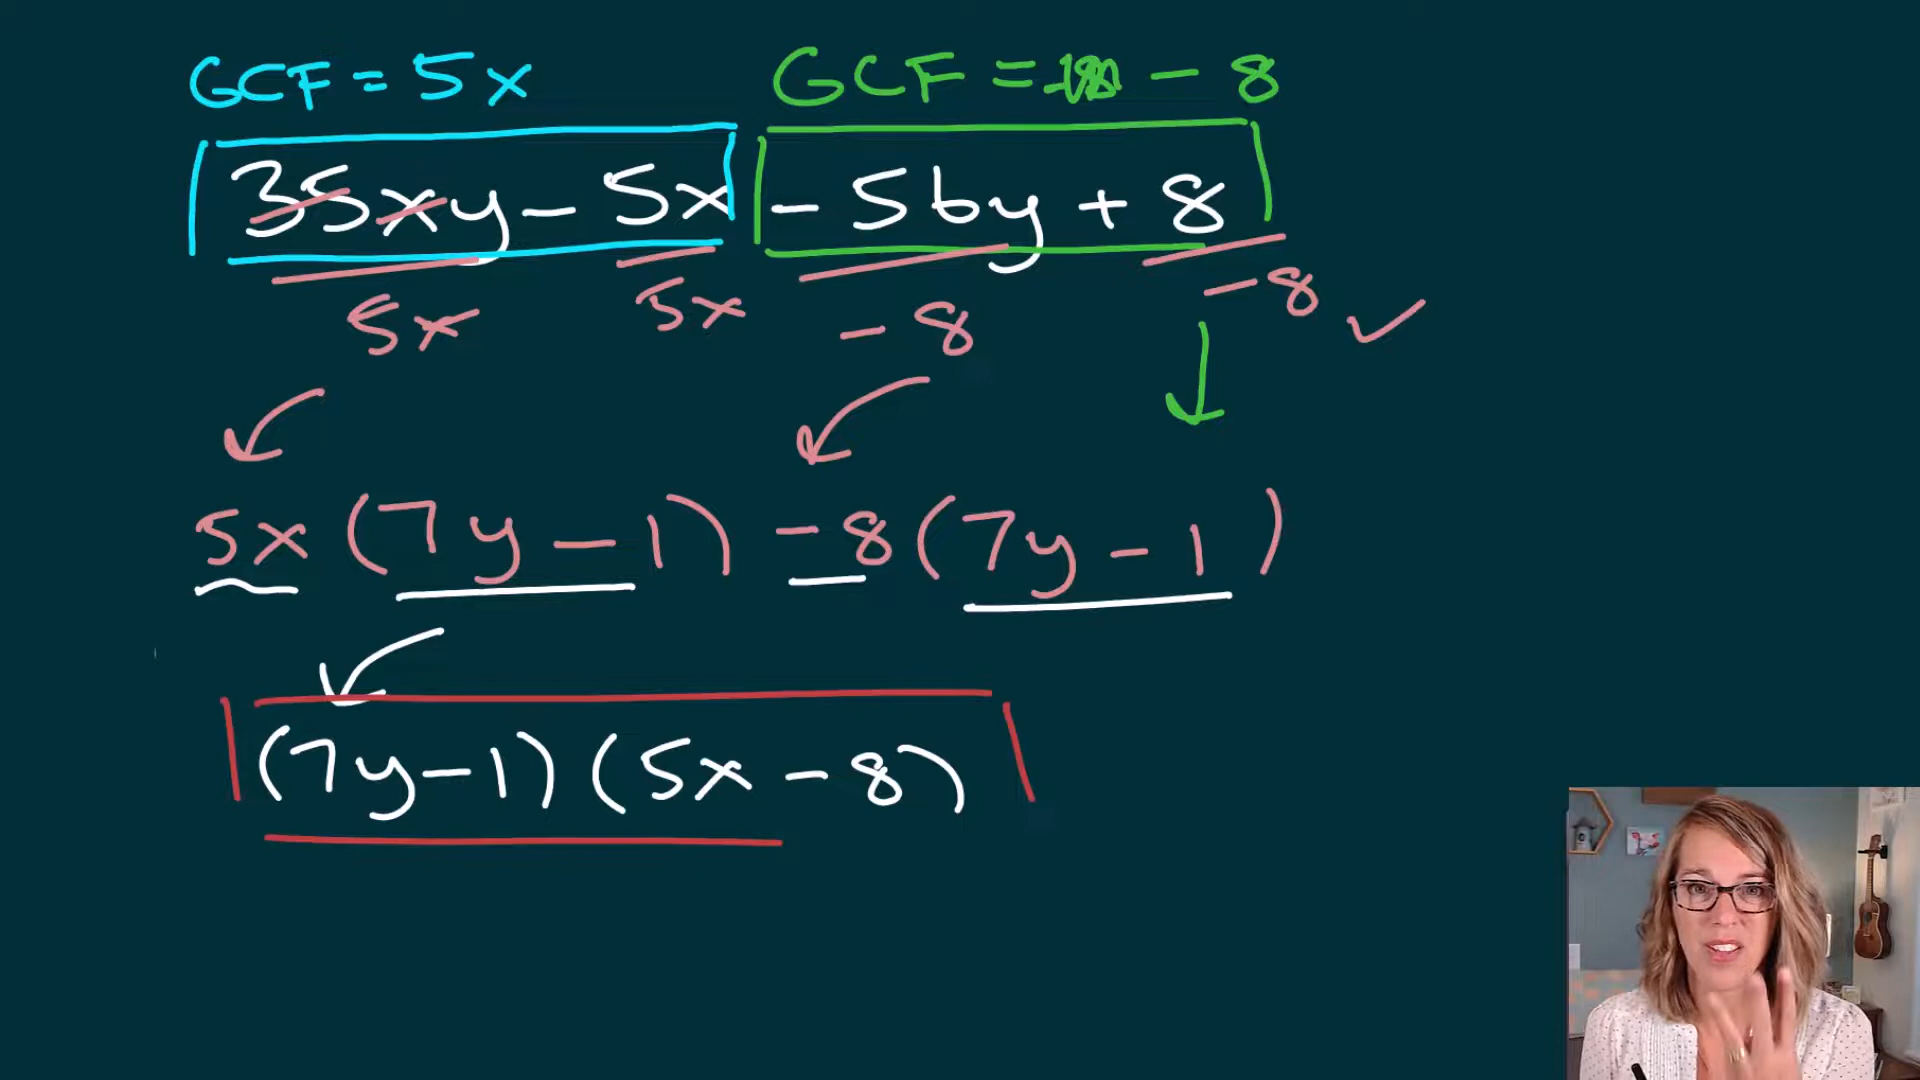 GCF = 5x
GCF = - 8
35xy - 5x - 56y + 8
5x 5x - 8 - 8 ✓
5x (7y - 1) - 8 (7y - 1)
(7y - 1) (5x - 8)